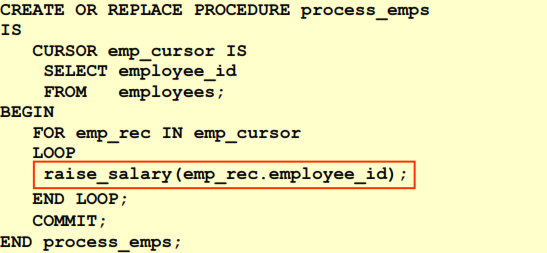 CREATE OR REPLACE PROCEDURE process_emps
IS
CURSOR emp_cursor IS
SELECT employee_id
FROM employees;
BEGIN
FOR emp_rec IN emp_cursor
LOOP
raise_salary(emp_rec.employee_id);
END LOOP;
COMMIT;
END process_emps;